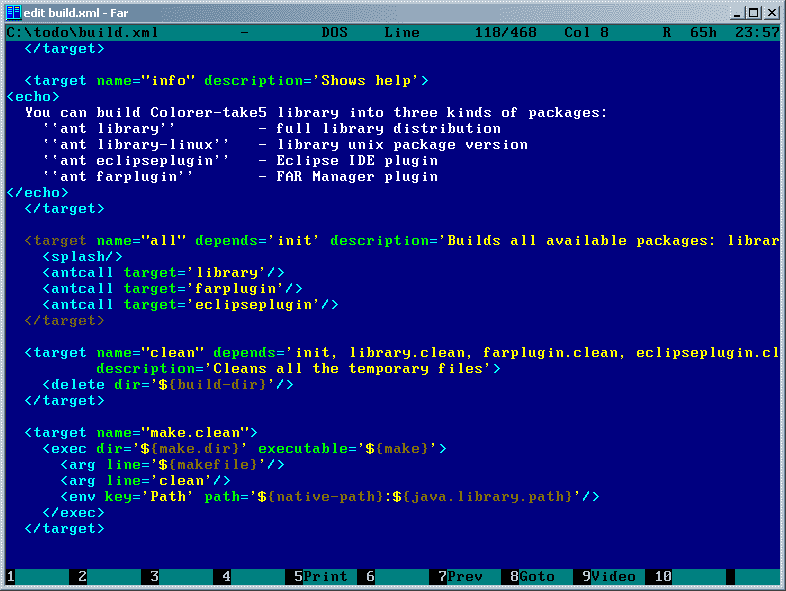 edit build.xml - Far
C:\todo\build.xml - DOS Line 118/468 Col 8 R 65h 23:57
</target>
<target name="info" description='Shows help'>
<echo>
You can build Colorer-take5 library into three kinds of packages:
``ant library'' - full library distribution
``ant library-linux'' - library unix package version
``ant eclipseplugin'' - Eclipse IDE plugin
``ant farplugin'' - FAR Manager plugin
</echo>
</target>
<target name="all" depends='init' description='Builds all available packages: librar
<splash/>
<antcall target='library'/>
<antcall target='farplugin'/>
<antcall target='eclipseplugin'/>
</target>
<target name="clean" depends='init, library.clean, farplugin.clean, eclipseplugin.cl
description='Cleans all the temporary files'>
<delete dir='${build-dir}'/>
</target>
<target name="make.clean">
<exec dir='${make.dir}' executable='${make}'>
<arg line='${makefile}'/>
<arg line='clean'/>
<env key='Path' path='${native-path}:${java.library.path}'/>
</exec>
</target>
1 2 3 4 5Print 6 7Prev 8Goto 9Video 10